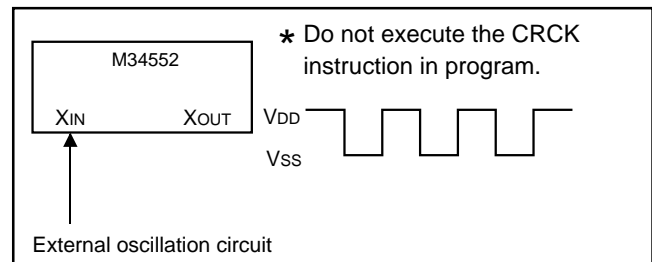 M34552
* Do not execute the CRCK
instruction in program.
XIN
XOUT
VDD
VSS
External oscillation circuit